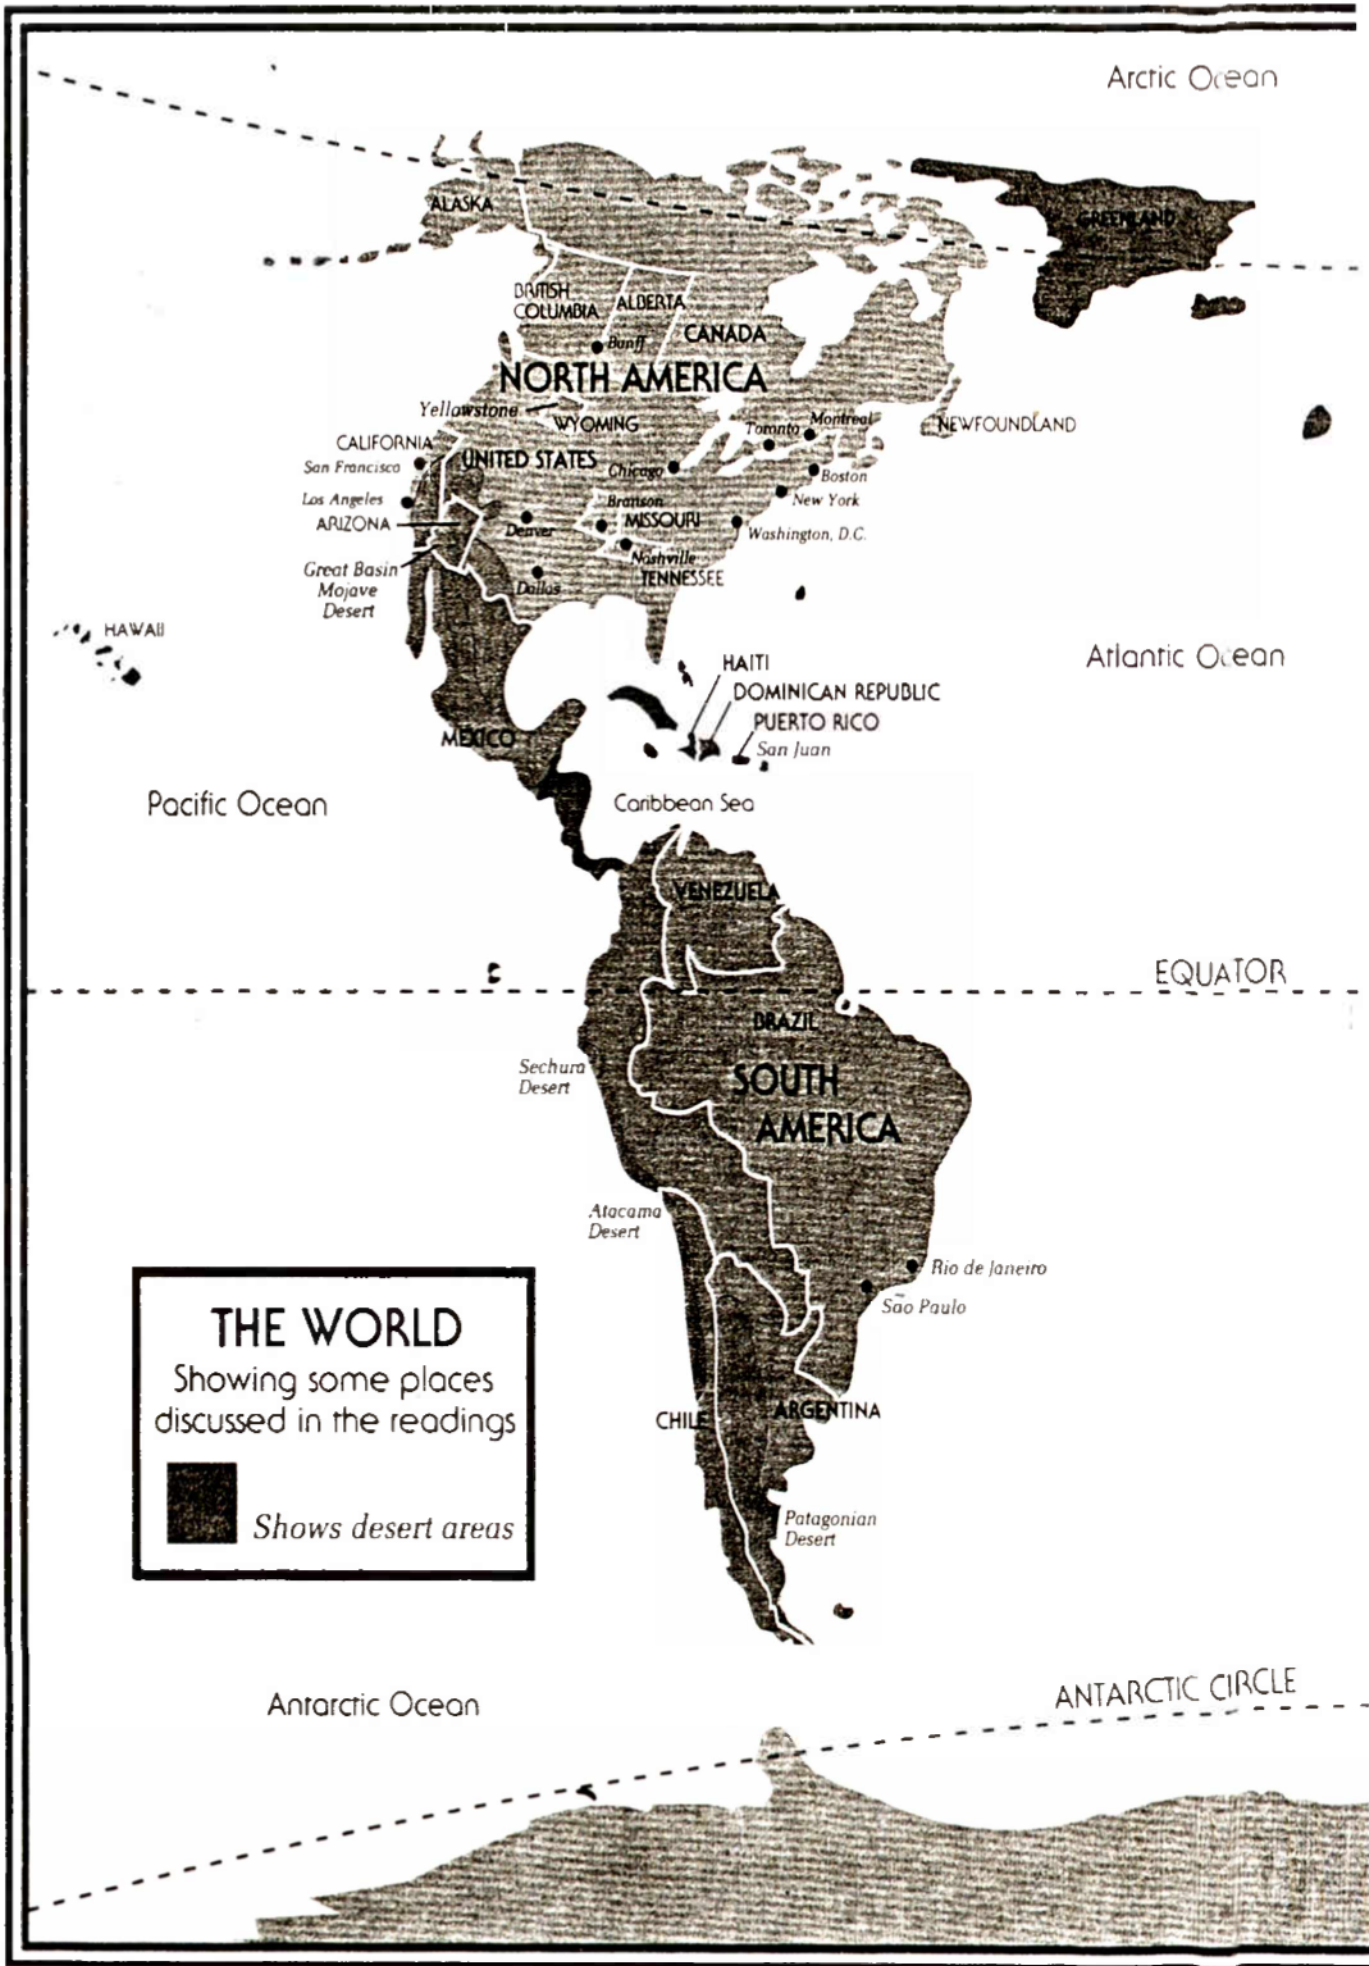 Arctic Ocean
ALASKA
GREENLAND
BRITISH
COLUMBIA
ALBERTA
CANADA
Banff
NORTH AMERICA
Yellowstone
WYOMING
Toronto
Montreal
NEWFOUNDLAND
CALIFORNIA
San Francisco
UNITED STATES
Chicago
Boston
Los Angeles
Branson
New York
ARIZONA
Denver
MISSOURI
Washington, D.C.
Great Basin
Mojave
Desert
Nashville
TENNESSEE
Dallas
HAWAII
Atlantic Ocean
HAITI
DOMINICAN REPUBLIC
PUERTO RICO
San Juan
MEXICO
Pacific Ocean
Caribbean Sea
VENEZUELA
EQUATOR
BRAZIL
Sechura
Desert
SOUTH
AMERICA
Atacama
Desert
Rio de Janeiro
São Paulo
THE WORLD
Showing some places
discussed in the readings
Shows desert areas
CHILE
ARGENTINA
Patagonian
Desert
Antarctic Ocean
ANTARCTIC CIRCLE